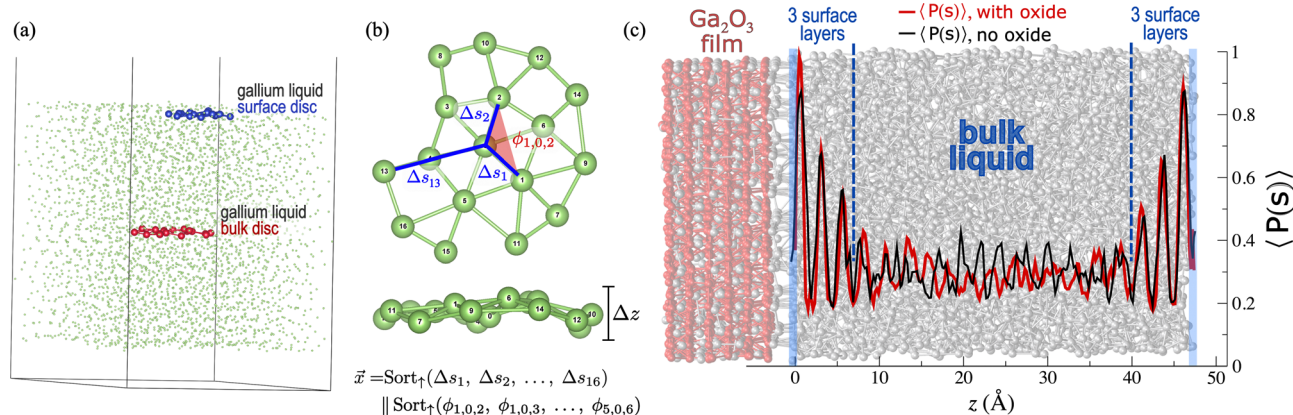 (a)
gallium liquid
surface disc
gallium liquid
bulk disc
(b)
8
10
12
2
14
3
6
Δs₂
ϕ₁,₀,₂
9
13
Δs₁₃
Δs₁
1
5
7
16
11
15
11
7
1
9
6
14
12
10
Δz
x⃗ =Sort↑(Δs₁, Δs₂, …, Δs₁₆)
∥ Sort↑(ϕ₁,₀,₂, ϕ₁,₀,₃, …, ϕ₅,₀,₆)
(c)
Ga₂O₃
film
3 surface
layers
⟨P(s)⟩, with oxide
⟨P(s)⟩, no oxide
3 surface
layers
bulk
liquid
1
0.8
0.6
0.4
0.2
0
⟨P(s)⟩
0 10 20 30 40 50
z (Å)